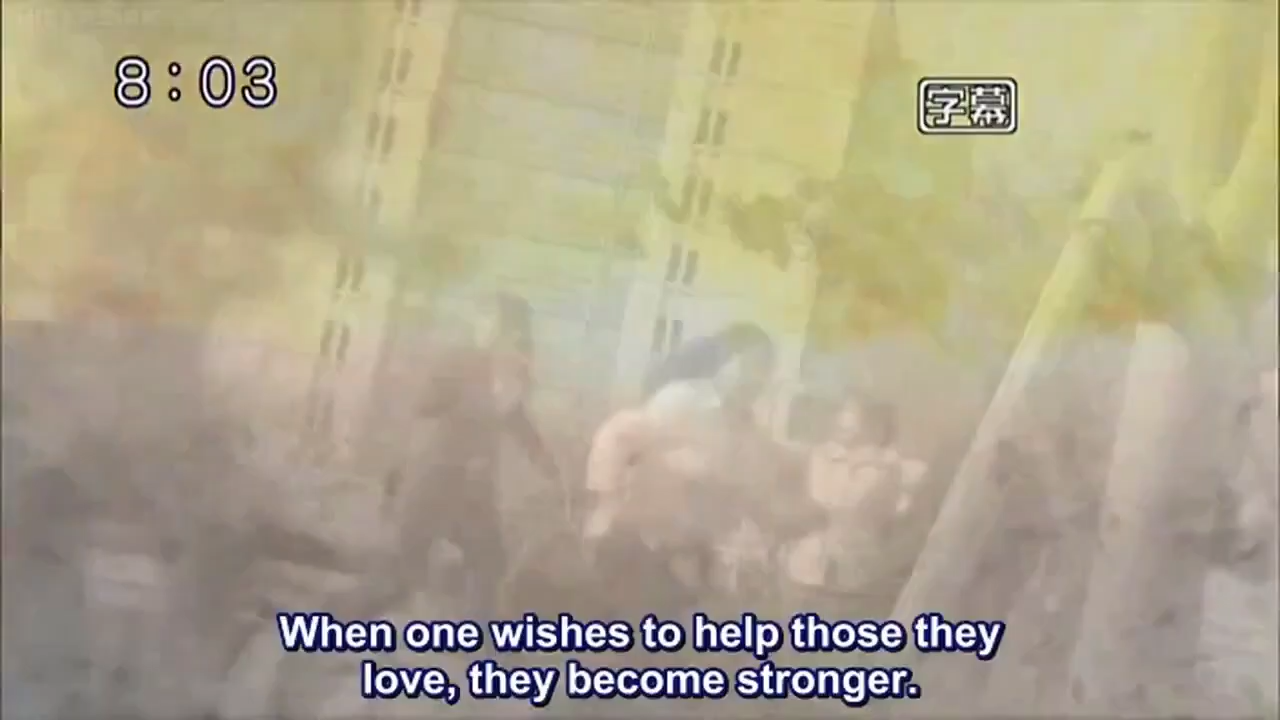 8:03
字幕
When one wishes to help those they
love, they become stronger.